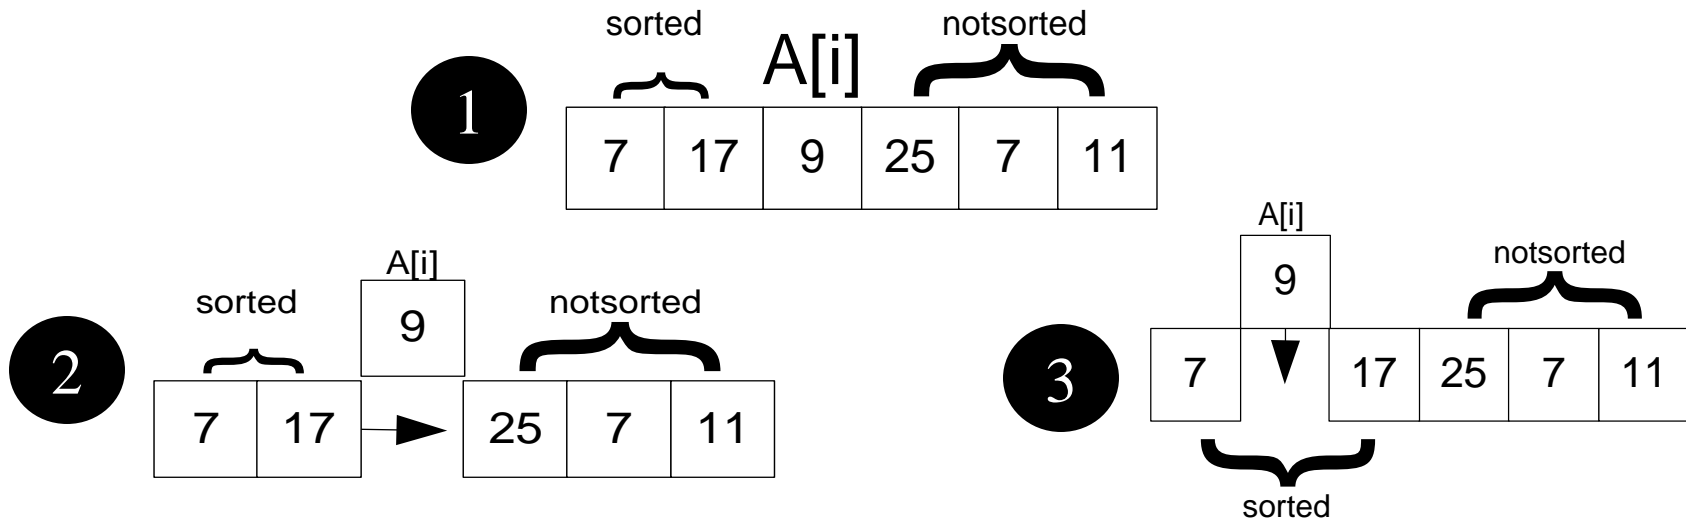 sorted
A[i]
notsorted
1
7 17 9 25 7 11
A[i]
sorted
9
notsorted
2
7 17 25 7 11
A[i]
9
notsorted
3
7 17 25 7 11
sorted